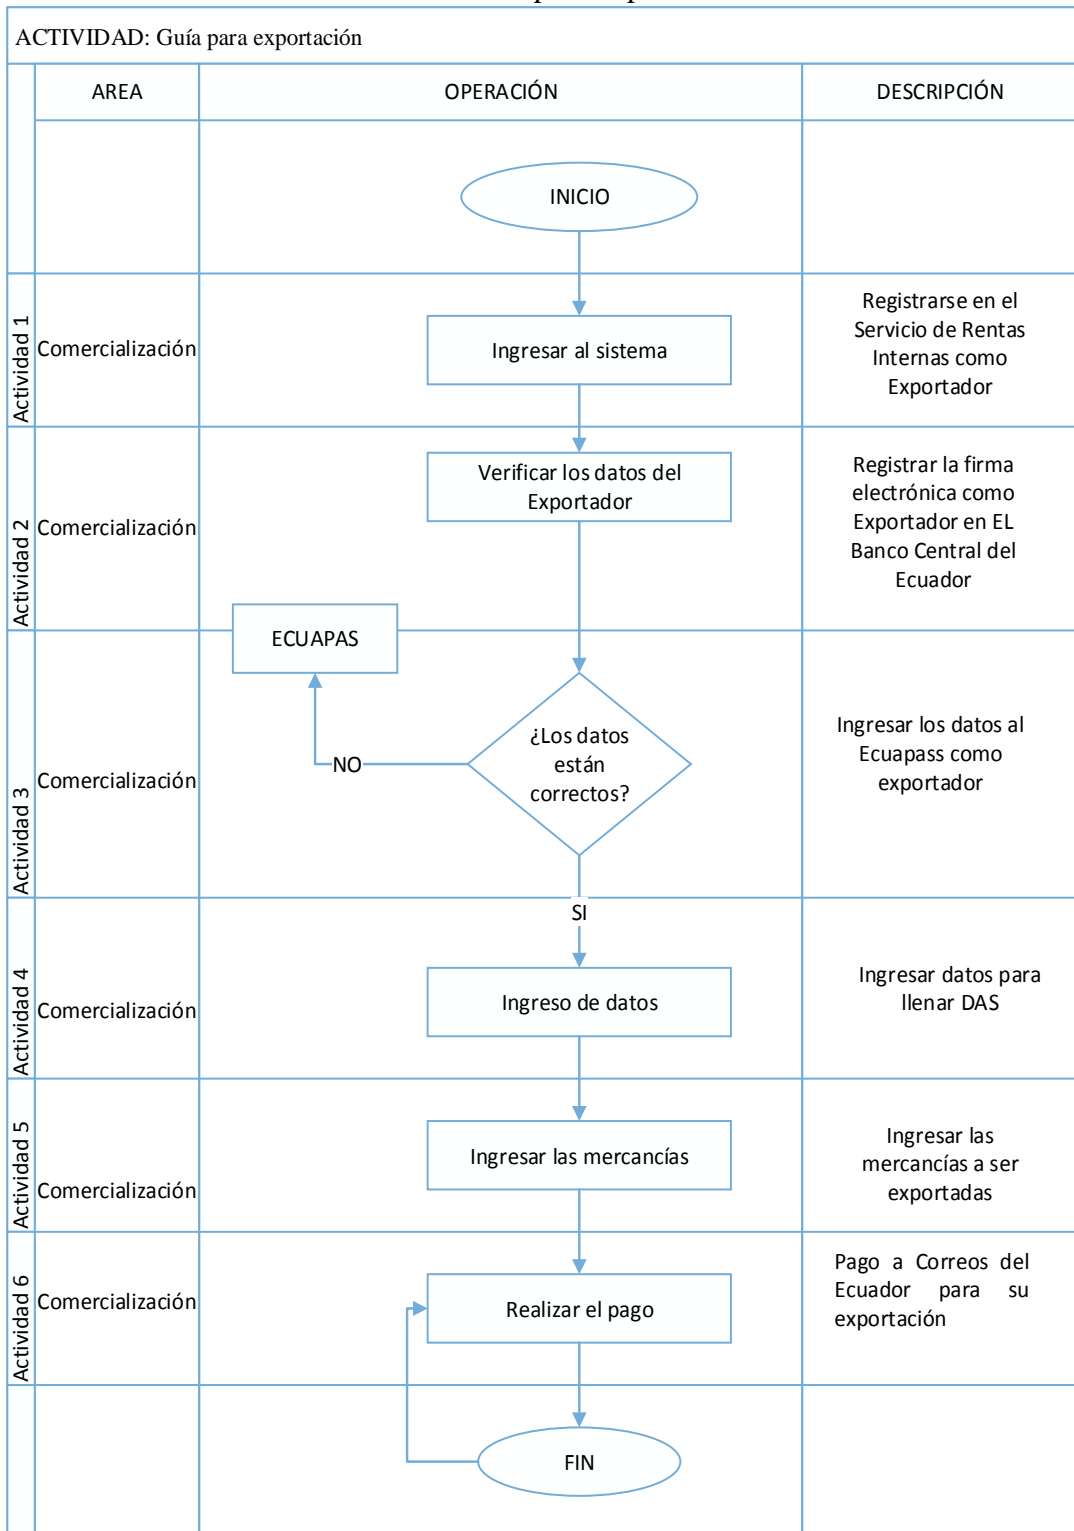 ACTIVIDAD: Guía para exportación
AREA
OPERACIÓN
DESCRIPCIÓN
INICIO
Actividad 1
Comercialización
Ingresar al sistema
Registrarse en el
Servicio de Rentas
Internas como
Exportador
Actividad 2
Comercialización
Verificar los datos del
Exportador
Registrar la firma
electrónica como
Exportador en EL
Banco Central del
Ecuador
ECUAPAS
Actividad 3
Comercialización
NO
¿Los datos
están
correctos?
Ingresar los datos al
Ecuapass como
exportador
SI
Actividad 4
Comercialización
Ingreso de datos
Ingresar datos para
llenar DAS
Actividad 5
Comercialización
Ingresar las mercancías
Ingresar las
mercancías a ser
exportadas
Actividad 6
Comercialización
Realizar el pago
Pago a Correos del
Ecuador para su
exportación
FIN